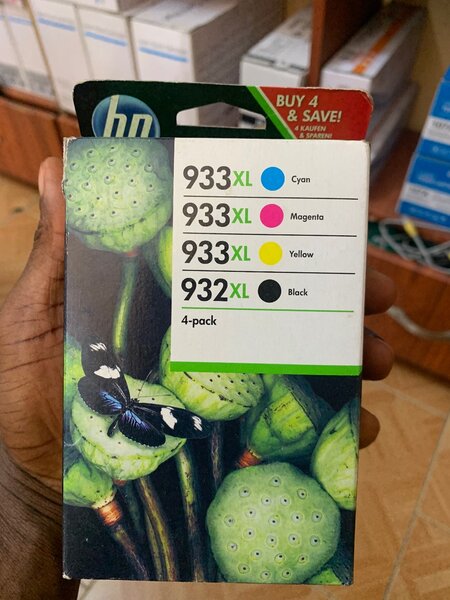 hp
BUY 4
& SAVE!
4 KAUFEN
& SPAREN!
933XL Cyan
933XL Magenta
933XL Yellow
932XL Black
4-pack